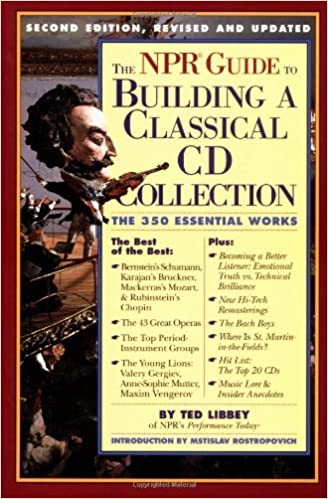 SECOND EDITION, REVISED AND UPDATED
THE NPR® GUIDE TO
BUILDING A
CLASSICAL
CD
COLLECTION
THE 350 ESSENTIAL WORKS
The Best
of the Best:
Bernstein's Schumann,
Karajan's Bruckner,
Mackerras's Mozart,
& Rubinstein's
Chopin
The 43 Great Operas
The Top Period-
Instrument Groups
The Young Lions:
Valery Gergiev,
Anne-Sophie Mutter,
Maxim Vengerov
Plus:
Becoming a Better
Listener: Emotional
Truth vs. Technical
Brilliance
New Hi-Tech
Remasterings
The Bach Boys
Where Is St. Martin-
in-the-Fields?
Hit List:
The Top 20 CDs
Music Lore &
Insider Anecdotes
BY TED LIBBEY
of NPR's Performance Today®
INTRODUCTION BY MSTISLAV ROSTROPOVICH
Copyrighted Material